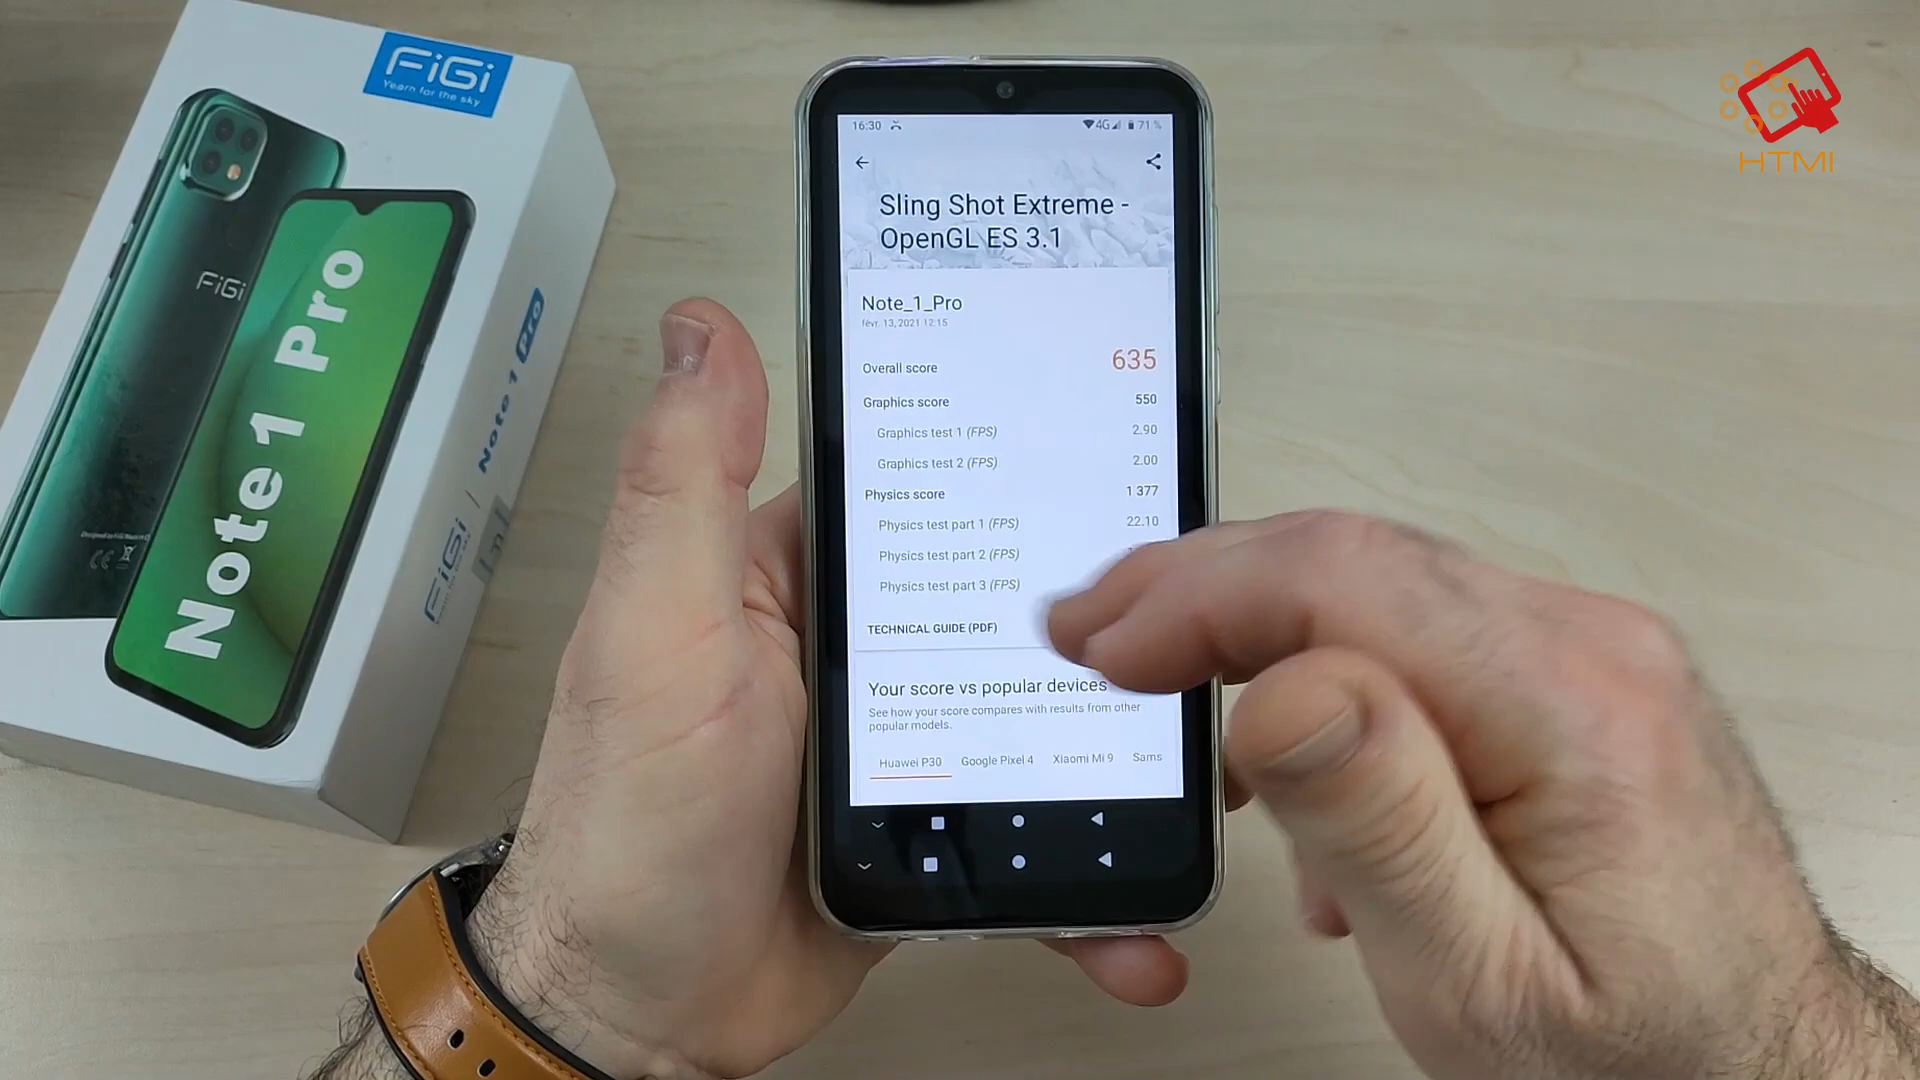 FiGi
Yearn for the sky
FiGi
Note 1 Pro
FiGi | Note 1 Pro
16:30
4G
71 %
Sling Shot Extreme -
OpenGL ES 3.1
Note_1_Pro
févr. 13, 2021 12:15
Overall score 635
Graphics score 550
Graphics test 1 (FPS) 2.90
Graphics test 2 (FPS) 2.00
Physics score 1 377
Physics test part 1 (FPS) 22.10
Physics test part 2 (FPS)
Physics test part 3 (FPS)
TECHNICAL GUIDE (PDF)
Your score vs popular devices
See how your score compares with results from other
popular models.
Huawei P30 Google Pixel 4 Xiaomi Mi 9 Sams
HTMI